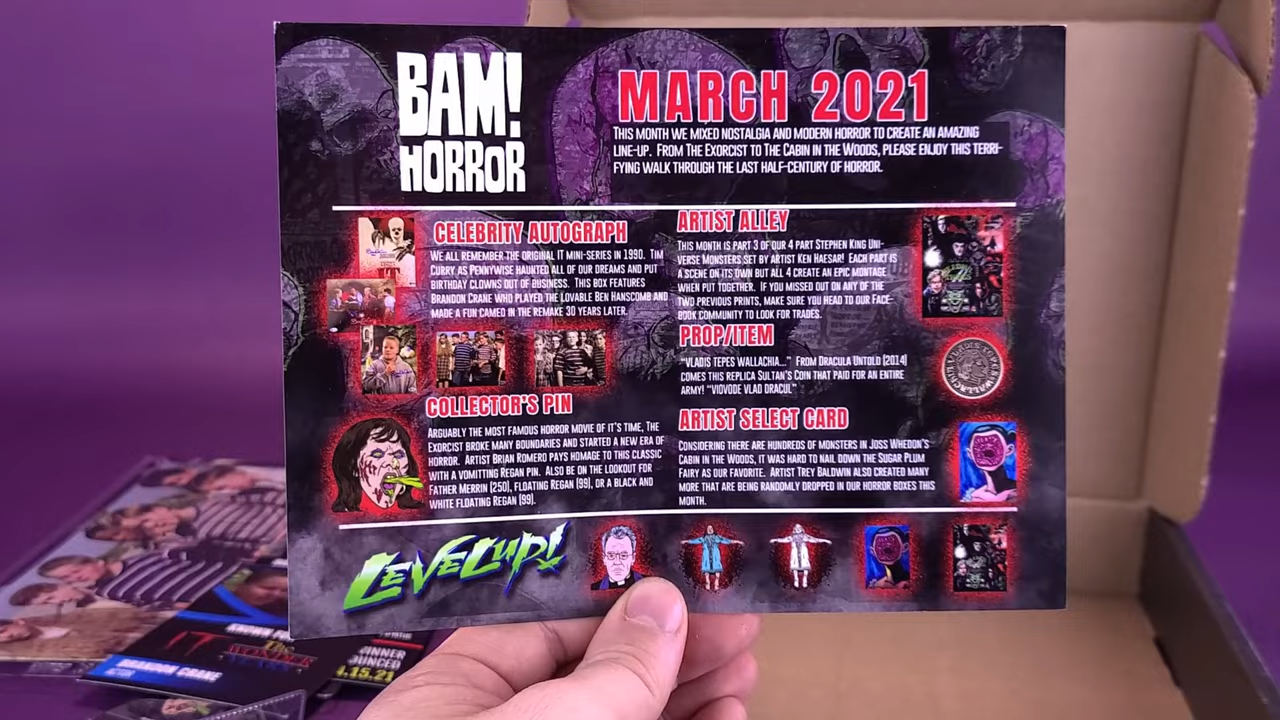 BAM!
HORROR
MARCH 2021
THIS MONTH WE MIXED NOSTALGIA AND MODERN HORROR TO CREATE AN AMAZING
LINE-UP. FROM THE EXORCIST TO THE CABIN IN THE WOODS, PLEASE ENJOY THIS TERRI-
FYING WALK THROUGH THE LAST HALF-CENTURY OF HORROR.
CELEBRITY AUTOGRAPH
WE ALL REMEMBER THE ORIGINAL IT MINI-SERIES IN 1990. TIM
CURRY AS PENNYWISE HAUNTED ALL OF OUR DREAMS AND PUT
BIRTHDAY CLOWNS OUT OF BUSINESS. THIS BOX FEATURES
BRANDON CRANE WHO PLAYED THE LOVABLE BEN HANSCOMB AND
MADE A FUN CAMEO IN THE REMAKE 30 YEARS LATER.
COLLECTOR'S PIN
ARGUABLY THE MOST FAMOUS HORROR MOVIE OF IT'S TIME, THE
EXORCIST BROKE MANY BOUNDARIES AND STARTED A NEW ERA OF
HORROR. ARTIST BRIAN ROMERO PAYS HOMAGE TO THIS CLASSIC
WITH A VOMITTING REGAN PIN. ALSO BE ON THE LOOKOUT FOR
FATHER MERRIN (250), FLOATING REGAN (99), OR A BLACK AND
WHITE FLOATING REGAN (99).
ARTIST ALLEY
THIS MONTH IS PART 3 OF OUR 4 PART STEPHEN KING UNI-
VERSE MONSTERS SET BY ARTIST KEN HAESAR! EACH PART IS
A SCENE ON ITS OWN BUT ALL 4 CREATE AN EPIC MONTAGE
WHEN PUT TOGETHER. IF YOU MISSED OUT ON ANY OF THE
TWO PREVIOUS PRINTS, MAKE SURE YOU HEAD TO OUR FACE-
BOOK COMMUNITY TO LOOK FOR TRADES.
PROP/ITEM
"VLADIS TEPES WALLACHIA..." FROM DRACULA UNTOLD (2014)
COMES THIS REPLICA SULTAN'S COIN THAT PAID FOR AN ENTIRE
ARMY! "VIOVODE VLAD DRACUL"
ARTIST SELECT CARD
CONSIDERING THERE ARE HUNDREDS OF MONSTERS IN JOSS WHEDON'S
CABIN IN THE WOODS, IT WAS HARD TO NAIL DOWN THE SUGAR PLUM
FAIRY AS OUR FAVORITE. ARTIST TREY BALDWIN ALSO CREATED MANY
MORE THAT ARE BEING RANDOMLY DROPPED IN OUR HORROR BOXES THIS
MONTH.
LEVEL UP!
KNOWN FOR
IT
The WONDER YEARS
BRANDON CRANE
ACTOR